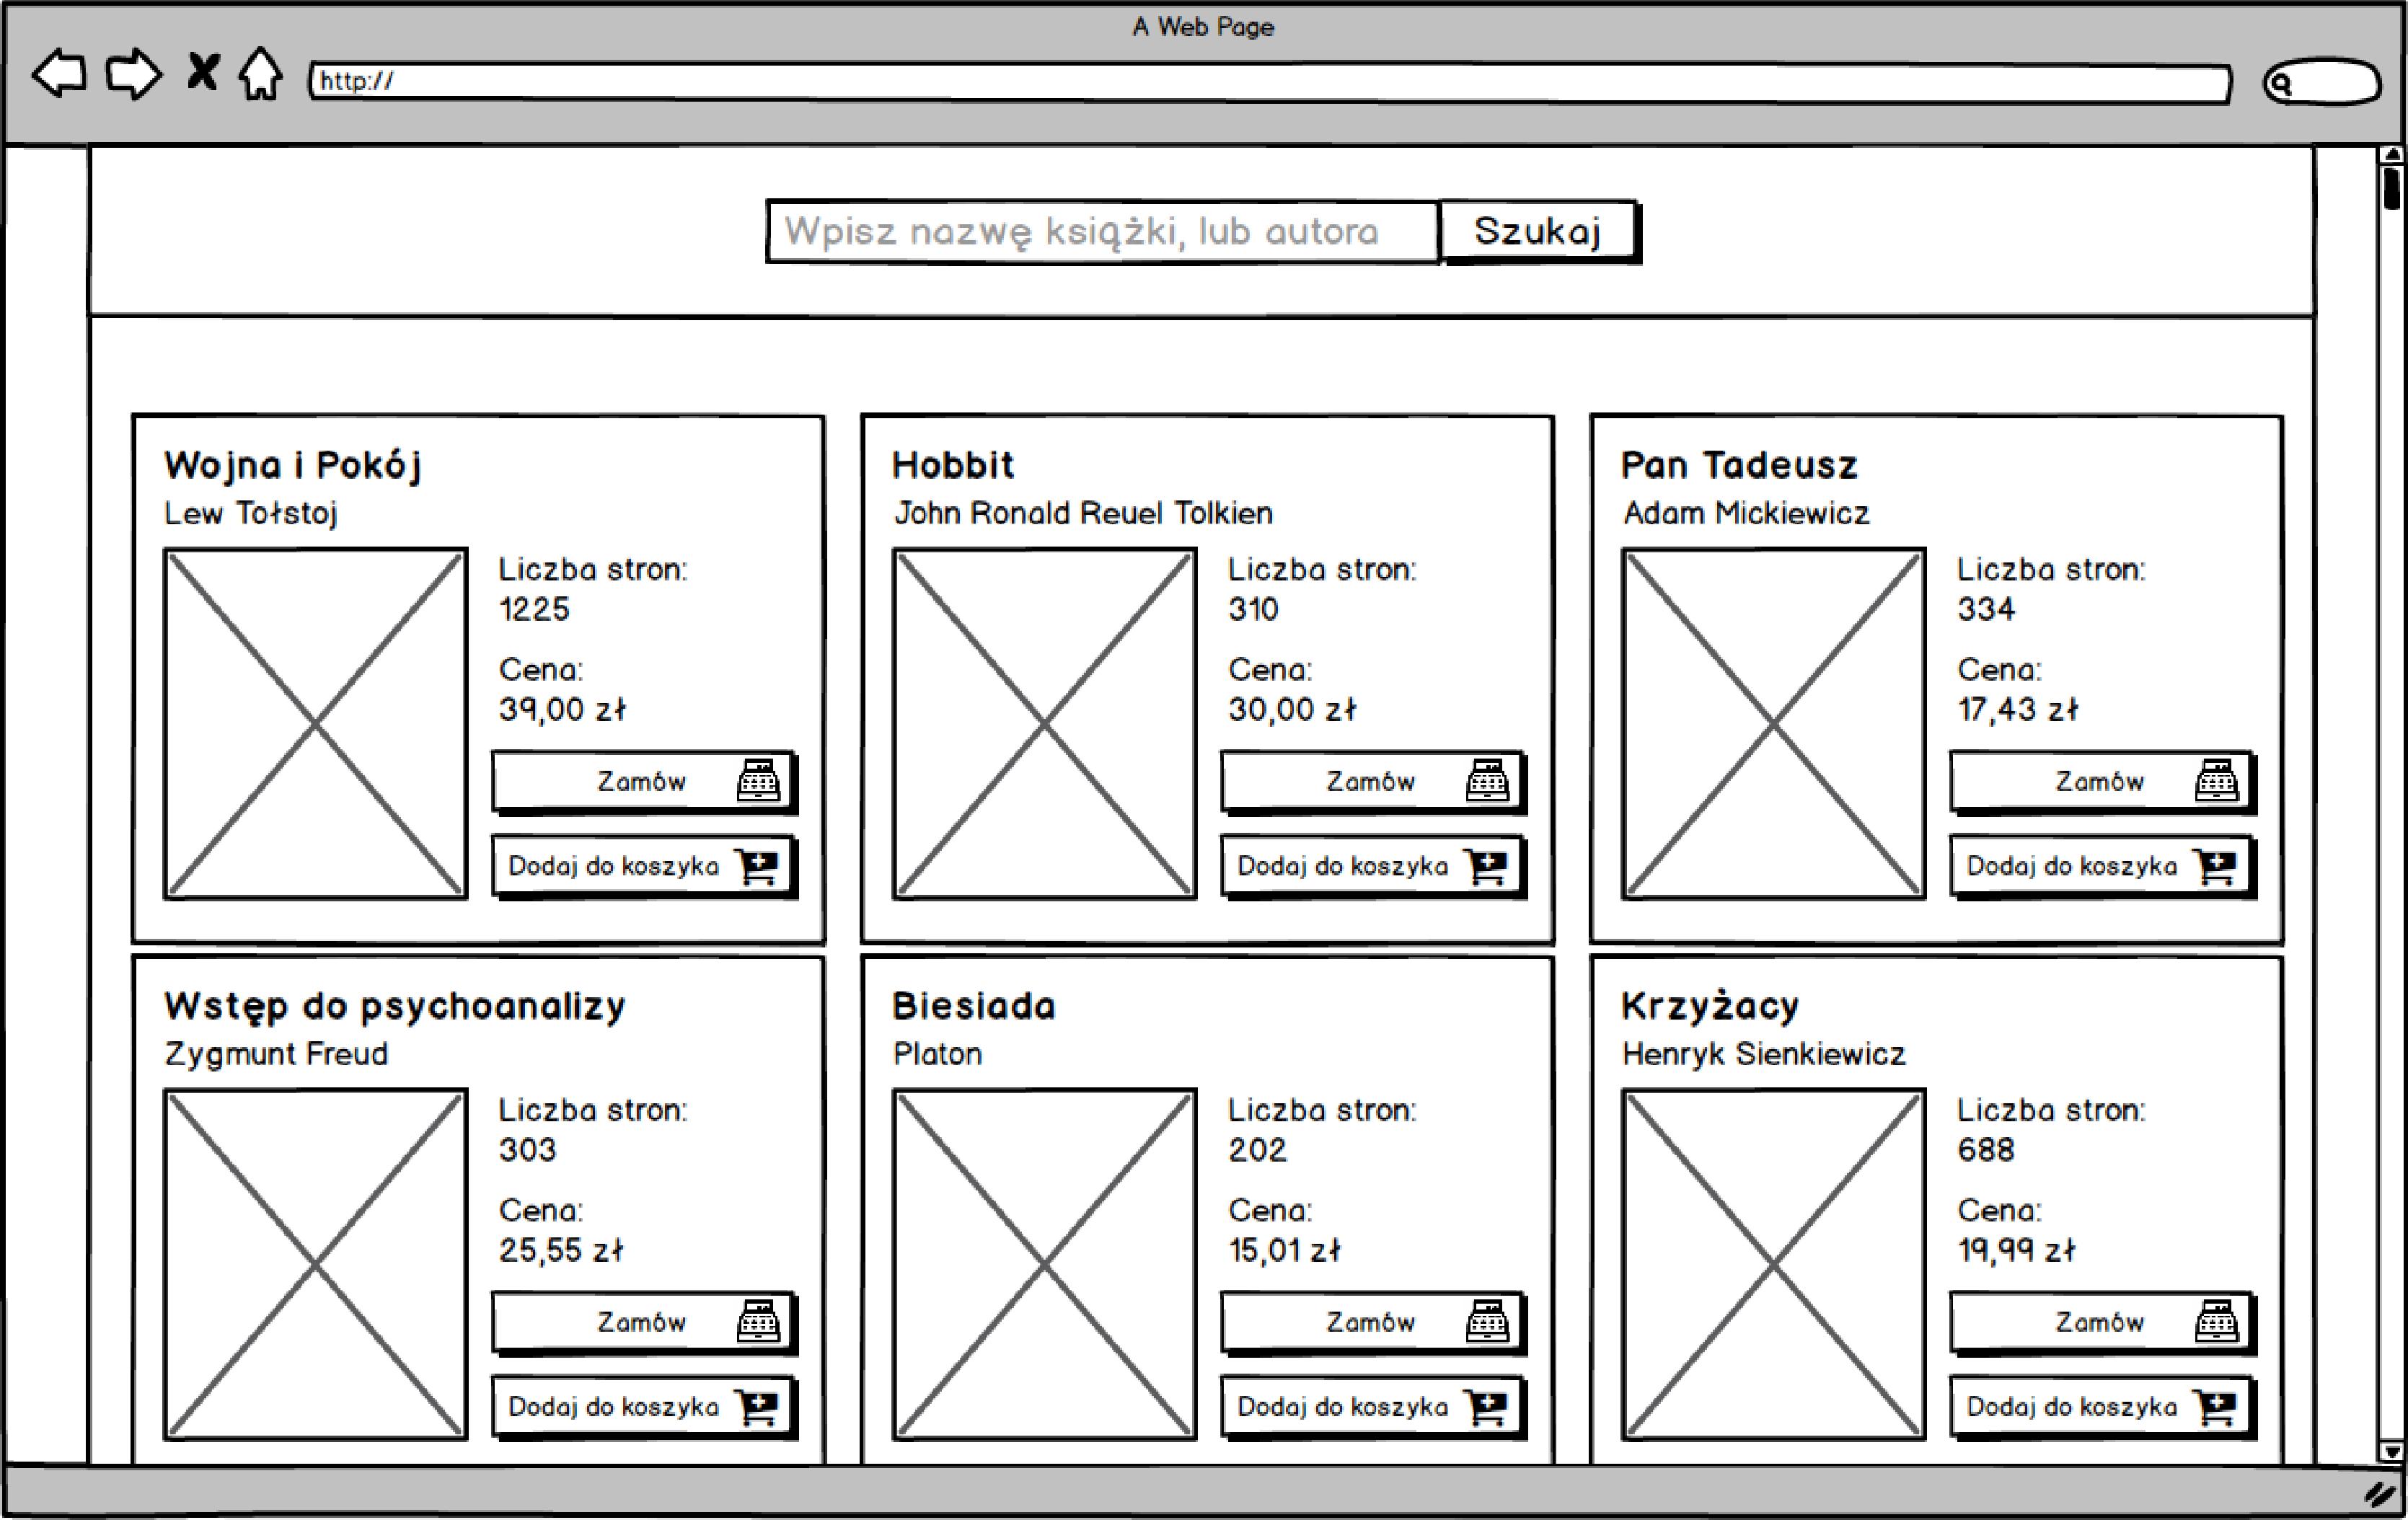 A Web Page
http://
Wpisz nazwę książki, lub autora
Szukaj
Wojna i Pokój
Lew Tołstoj
Liczba stron:
1225
Cena:
39,00 zł
Zamów
Dodaj do koszyka
Hobbit
John Ronald Reuel Tolkien
Liczba stron:
310
Cena:
30,00 zł
Zamów
Dodaj do koszyka
Pan Tadeusz
Adam Mickiewicz
Liczba stron:
334
Cena:
17,43 zł
Zamów
Dodaj do koszyka
Wstęp do psychoanalizy
Zygmunt Freud
Liczba stron:
303
Cena:
25,55 zł
Zamów
Dodaj do koszyka
Biesiada
Platon
Liczba stron:
202
Cena:
15,01 zł
Zamów
Dodaj do koszyka
Krzyżacy
Henryk Sienkiewicz
Liczba stron:
688
Cena:
19,99 zł
Zamów
Dodaj do koszyka